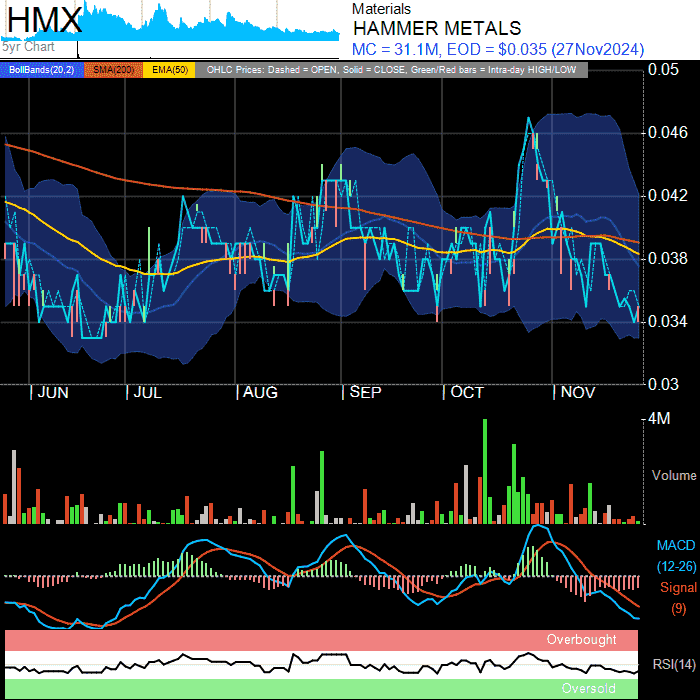 HMX
5yr Chart
Materials
HAMMER METALS
MC = 31.1M, EOD = $0.035 (27Nov2024)
BollBands(20,2) SMA(200) EMA(50) OHLC Prices: Dashed = OPEN, Solid = CLOSE, Green/Red bars = Intra-day HIGH/LOW
0.05
0.046
0.042
0.038
0.034
0.03
JUN JUL AUG SEP OCT NOV
4M
Volume
MACD
(12-26)
Signal
(9)
Overbought
RSI(14)
Oversold